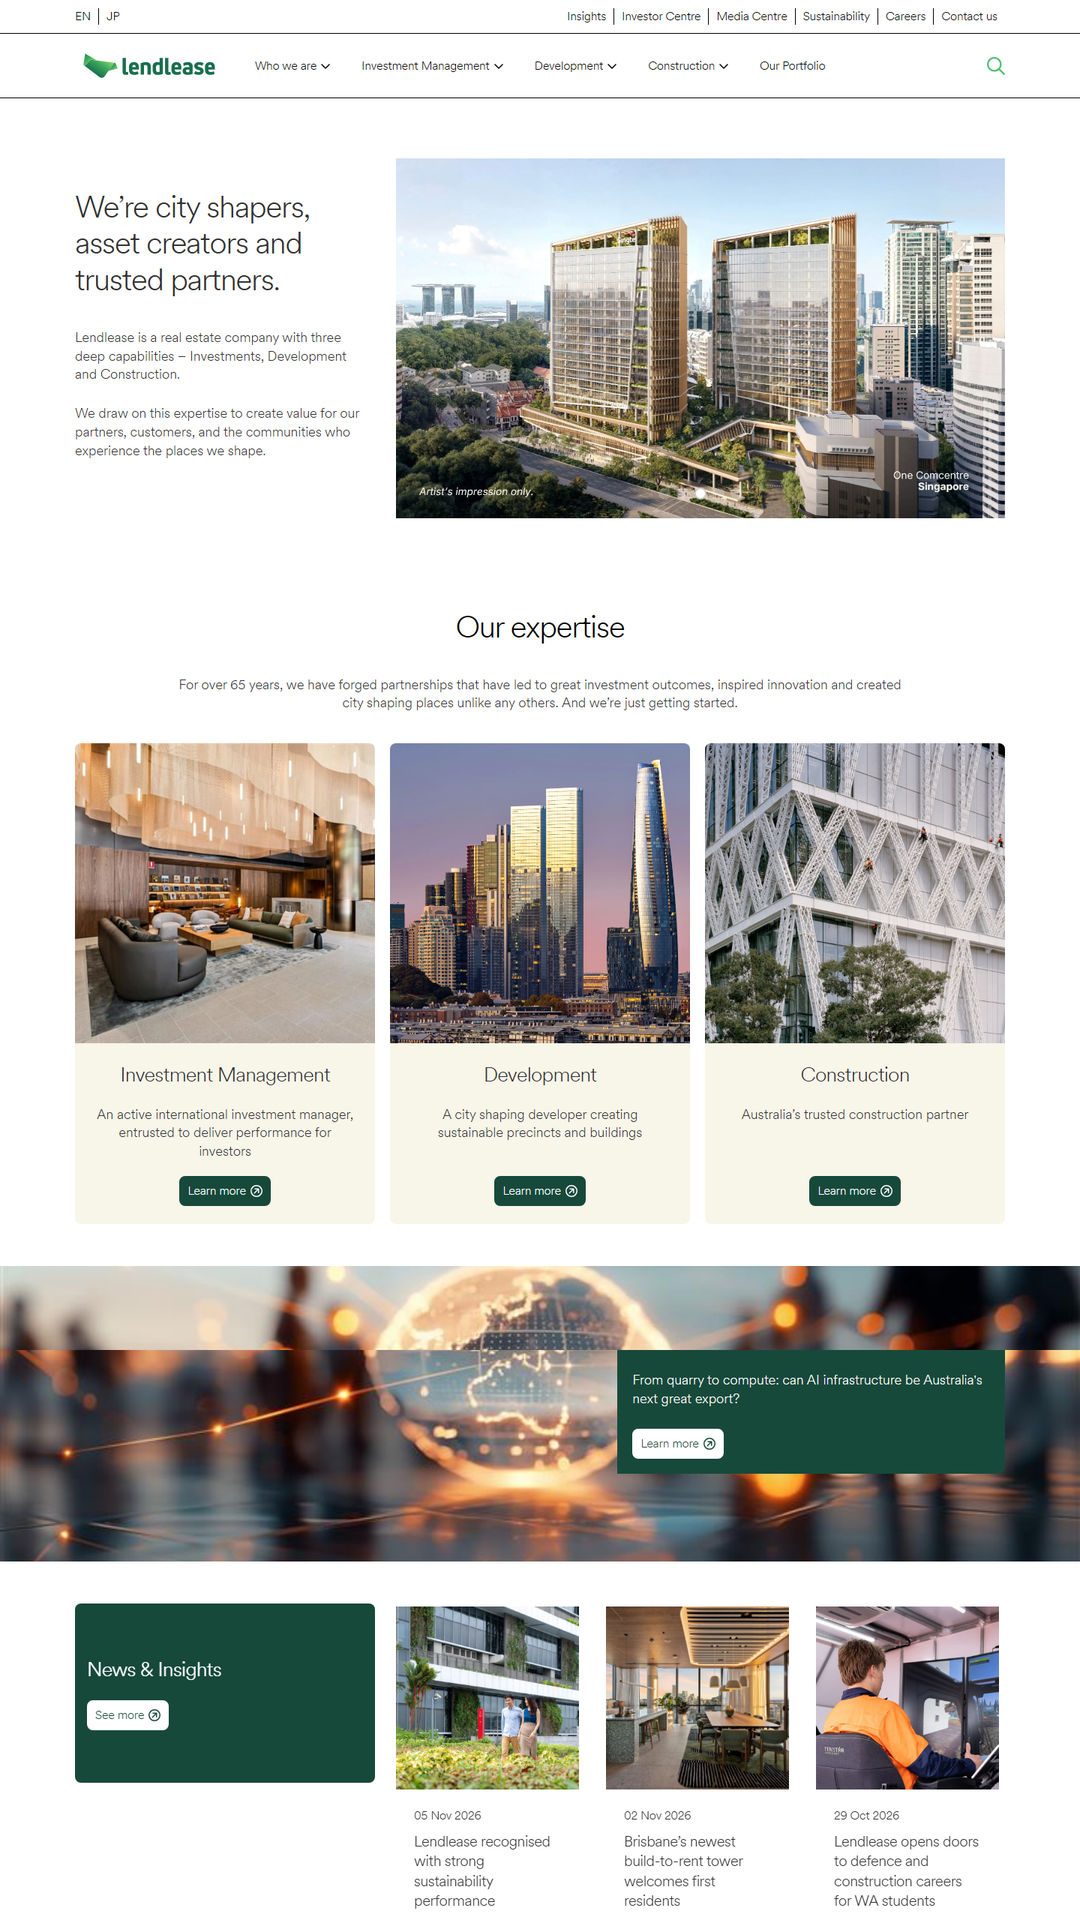 EN
JP
Insights
Investor Centre
Media Centre
Sustainability
Careers
Contact us
lendlease
Who we are
Investment Management
Development
Construction
Our Portfolio
We're city shapers,
asset creators and
trusted partners.
Lendlease is a real estate company with three
deep capabilities – Investments, Development
and Construction.
We draw on this expertise to create value for our
partners, customers, and the communities who
experience the places we shape.
Artist's impression only.
One Comcentre
Singapore
Our expertise
For over 65 years, we have forged partnerships that have led to great investment outcomes, inspired innovation and created
city shaping places unlike any others. And we're just getting started.
Investment Management
An active international investment manager,
entrusted to deliver performance for
investors
Learn more
Development
A city shaping developer creating
sustainable precincts and buildings
Learn more
Construction
Australia's trusted construction partner
Learn more
From quarry to compute: can AI infrastructure be Australia's
next great export?
Learn more
News & Insights
See more
05 Nov 2026
Lendlease recognised
with strong
sustainability
performance
02 Nov 2026
Brisbane's newest
build-to-rent tower
welcomes first
residents
29 Oct 2026
Lendlease opens doors
to defence and
construction careers
for WA students